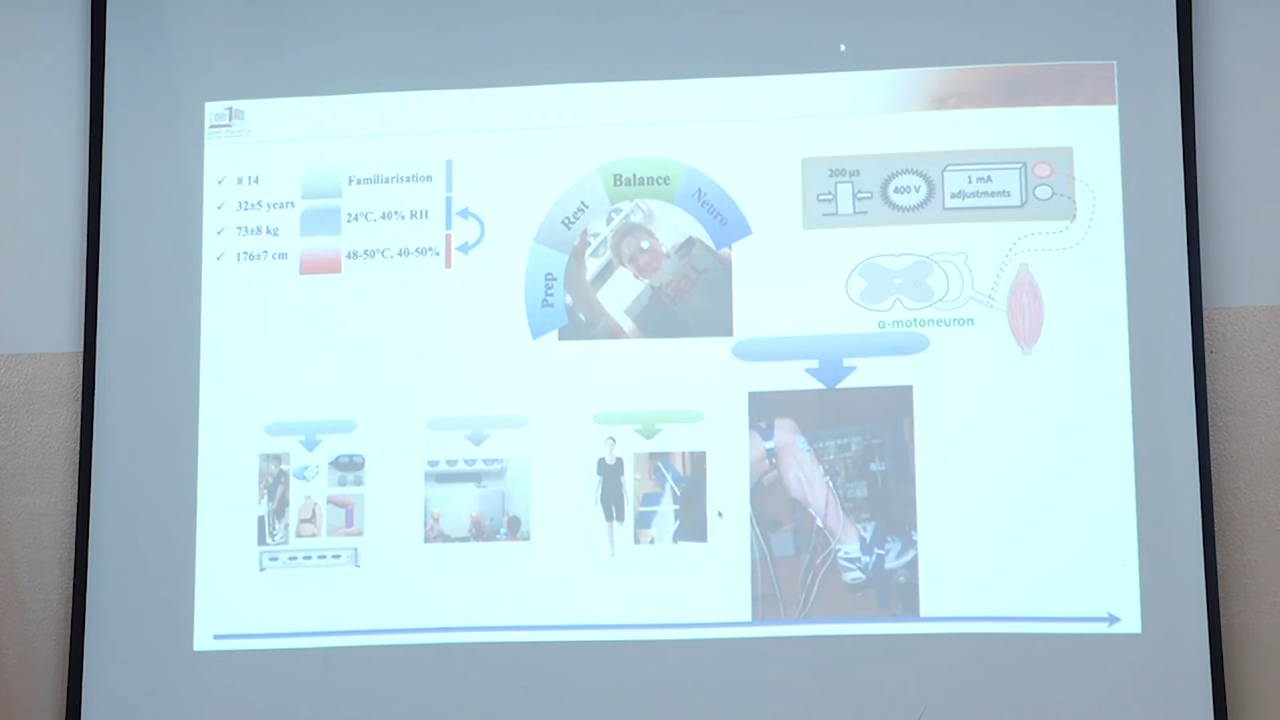 ✓ # 14
✓ 32±5 years
✓ 73±8 kg
✓ 176±7 cm
Familiarisation
24°C, 40% RH
48-50°C, 40-50%
Prep
Rest
Balance
Neuro
200 µs
400 V
1 mA
adjustments
α-motoneuron